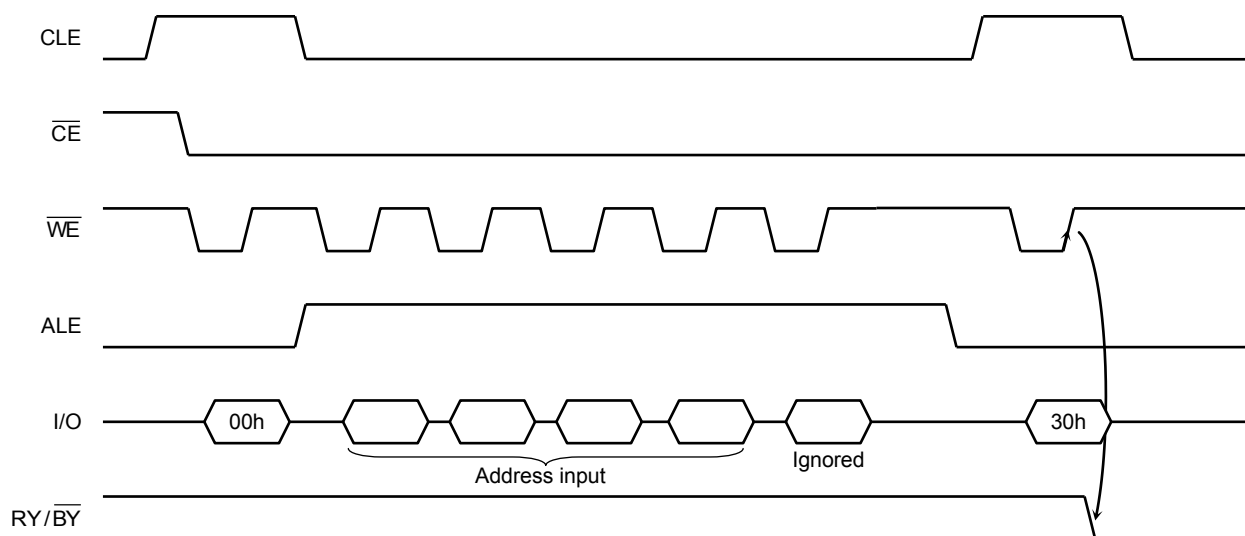 CLE
CE
WE
ALE
I/O 00h 30h
Ignored
Address input
RY/BY